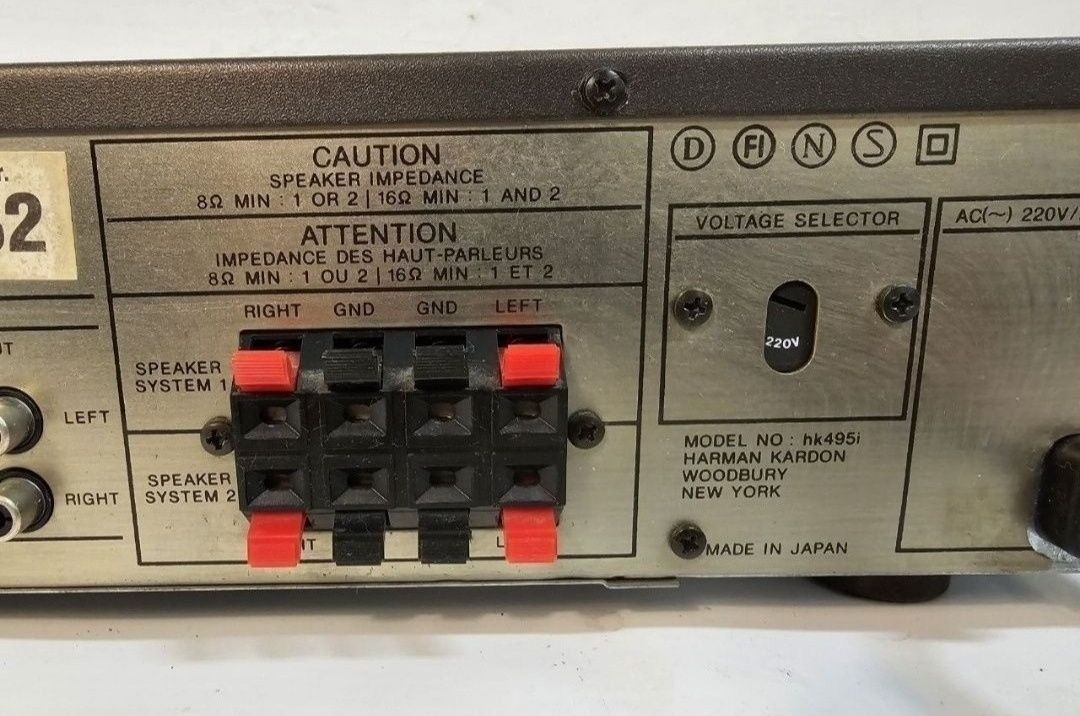 2
CAUTION
SPEAKER IMPEDANCE
8Ω MIN : 1 OR 2 | 16Ω MIN : 1 AND 2
ATTENTION
IMPEDANCE DES HAUT-PARLEURS
8Ω MIN : 1 OU 2 | 16Ω MIN : 1 ET 2
RIGHT GND GND LEFT
SPEAKER
SYSTEM 1
SPEAKER
SYSTEM 2
LEFT
RIGHT
D FI N S
VOLTAGE SELECTOR
220V
AC(~) 220V/
MODEL NO : hk495i
HARMAN KARDON
WOODBURY
NEW YORK
MADE IN JAPAN